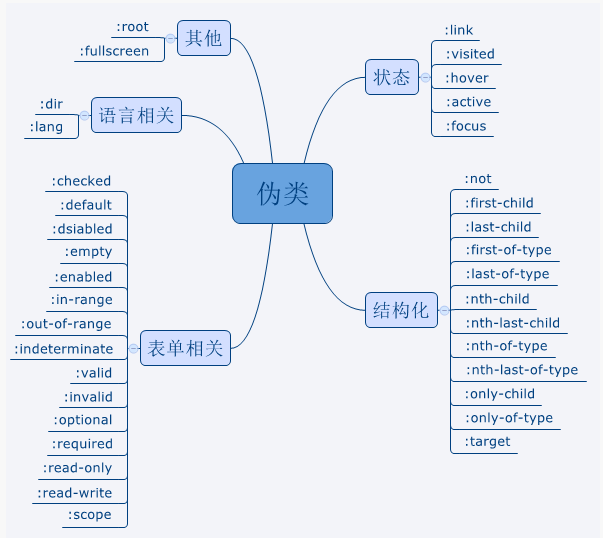 伪类
状态
:link
:visited
:hover
:active
:focus
结构化
:not
:first-child
:last-child
:first-of-type
:last-of-type
:nth-child
:nth-last-child
:nth-of-type
:nth-last-of-type
:only-child
:only-of-type
:target
其他
:root
:fullscreen
语言相关
:dir
:lang
表单相关
:checked
:default
:dsiabled
:empty
:enabled
:in-range
:out-of-range
:indeterminate
:valid
:invalid
:optional
:required
:read-only
:read-write
:scope